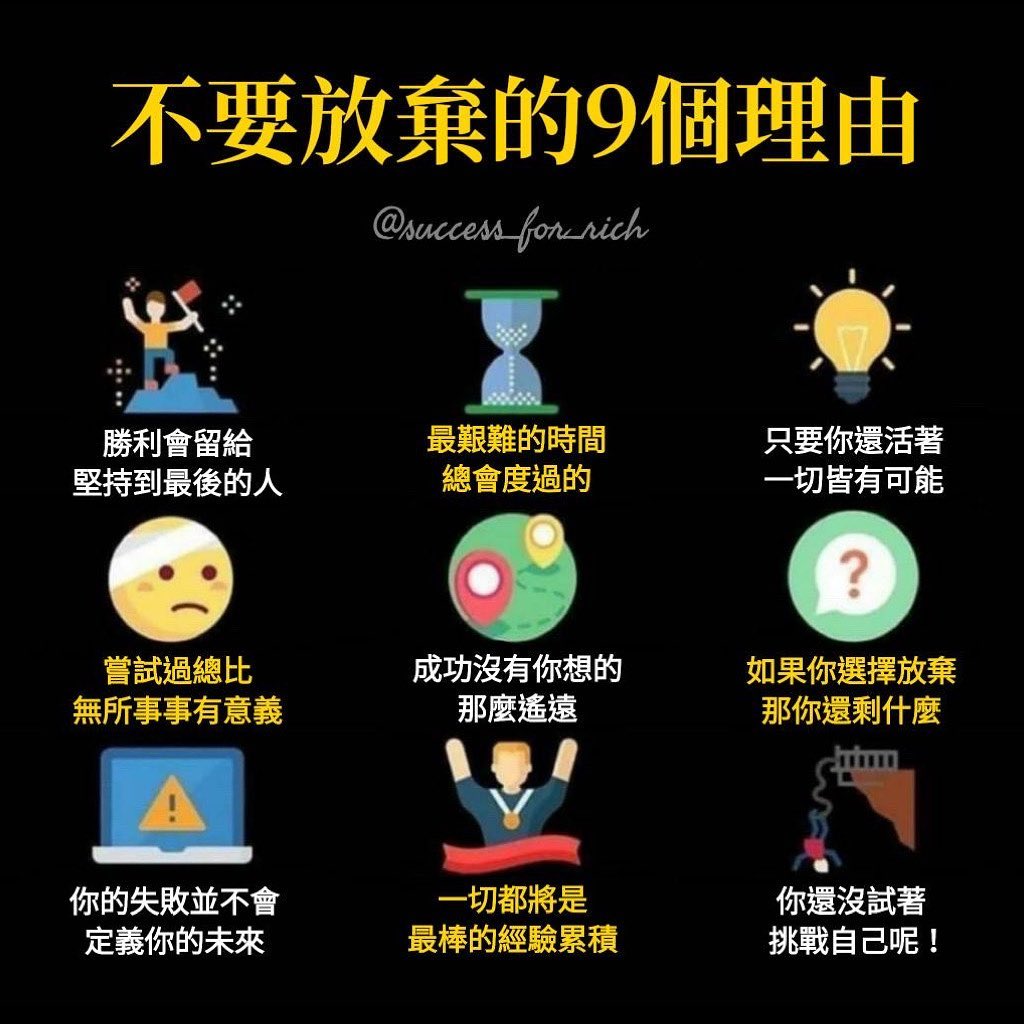 不要放棄的9個理由
@success_for_rich
勝利會留給
堅持到最後的人
最艱難的時間
總會度過的
只要你還活著
一切皆有可能
嘗試過總比
無所事事有意義
成功沒有你想的
那麼遙遠
如果你選擇放棄
那你還剩什麼
你的失敗並不會
定義你的未來
一切都將是
最棒的經驗累積
你還沒試著
挑戰自己呢！